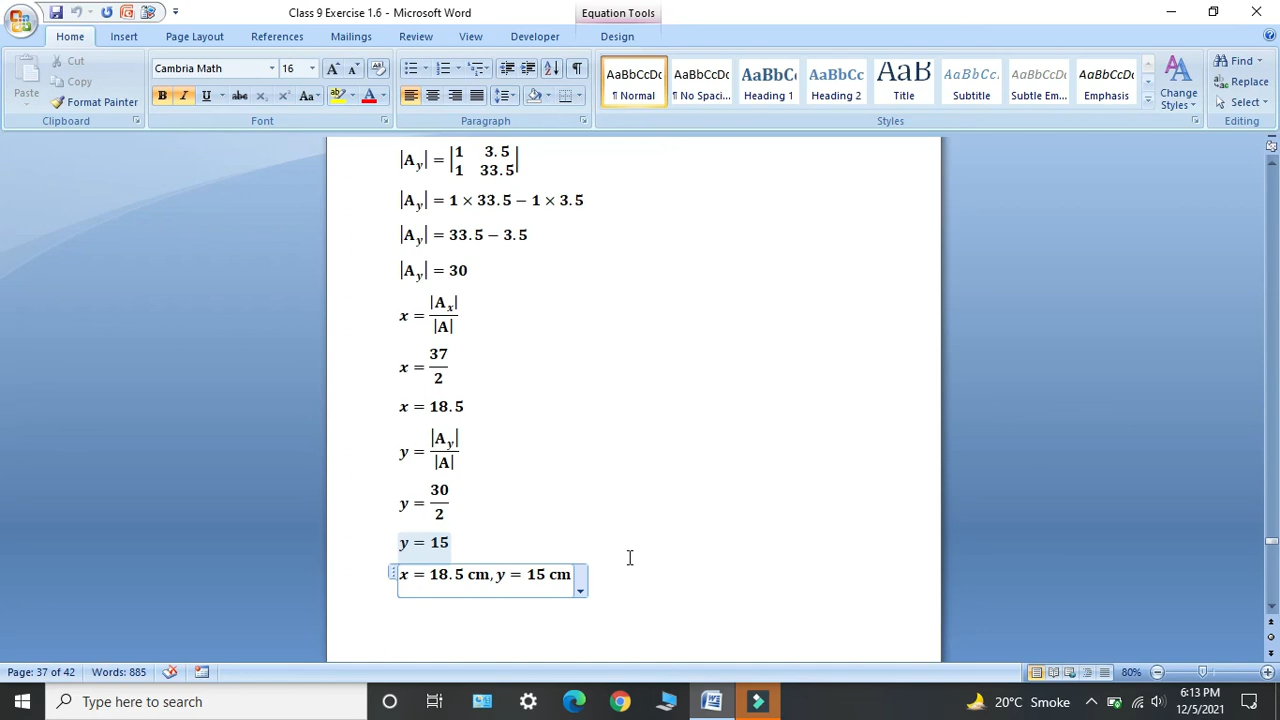 Class 9 Exercise 1.6 - Microsoft Word
Equation Tools
Home Insert Page Layout References Mailings Review View Developer Design
Paste
Cut
Copy
Format Painter
Clipboard
Cambria Math 16
Font
Paragraph
AaBbCcDc AaBbCcDc AaBbC( AaBbCc AaB AaBbCc. AaBbCcDc AaBbCcDc
¶ Normal ¶ No Spaci... Heading 1 Heading 2 Title Subtitle Subtle Em... Emphasis
Change Styles
Styles
Find
Replace
Select
Editing
|A_y| = |1 3.5|
|1 33.5|
|A_y| = 1 × 33.5 − 1 × 3.5
|A_y| = 33.5 − 3.5
|A_y| = 30
x = |A_x| / |A|
x = 37 / 2
x = 18.5
y = |A_y| / |A|
y = 30 / 2
y = 15
x = 18.5 cm, y = 15 cm
Page: 37 of 42 Words: 885 80%
Type here to search
20°C Smoke
6:13 PM
12/5/2021